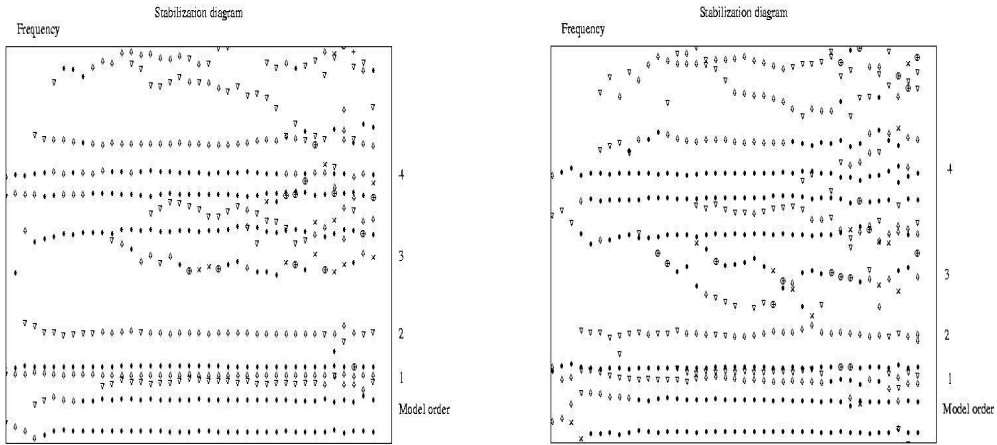 Stabilization diagram
Frequency
4
3
2
1
Model order
Stabilization diagram
Frequency
4
3
2
1
Model order